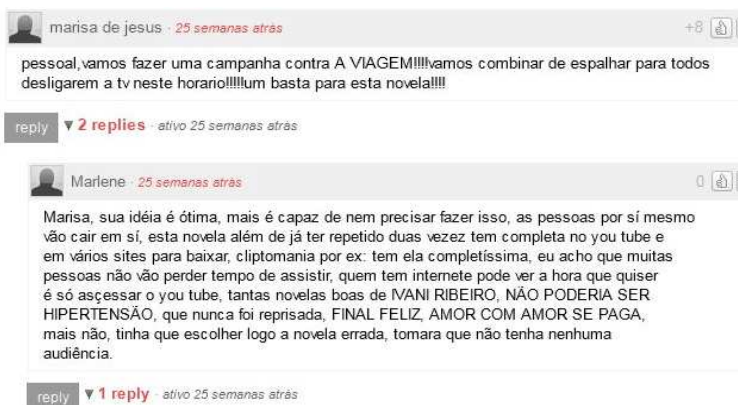 marisa de jesus · 25 semanas atrás +8
pessoal,vamos fazer uma campanha contra A VIAGEM!!!!vamos combinar de espalhar para todos
desligarem a tv neste horario!!!!!um basta para esta novela!!!!
reply ▼ 2 replies · ativo 25 semanas atrás
Marlene · 25 semanas atrás 0
Marisa, sua idéia é ótima, mais é capaz de nem precisar fazer isso, as pessoas por sí mesmo
vão cair em sí, esta novela além de já ter repetido duas vezez tem completa no you tube e
em vários sites para baixar, cliptomania por ex: tem ela completíssima, eu acho que muitas
pessoas não vão perder tempo de assistir, quem tem internete pode ver a hora que quiser
é só asçessar o you tube, tantas novelas boas de IVANI RIBEIRO, NÃO PODERIA SER
HIPERTENSÃO, que nunca foi reprisada, FINAL FELIZ, AMOR COM AMOR SE PAGA,
mais não, tinha que escolher logo a novela errada, tomara que não tenha nenhuma
audiência.
reply ▼ 1 reply · ativo 25 semanas atrás